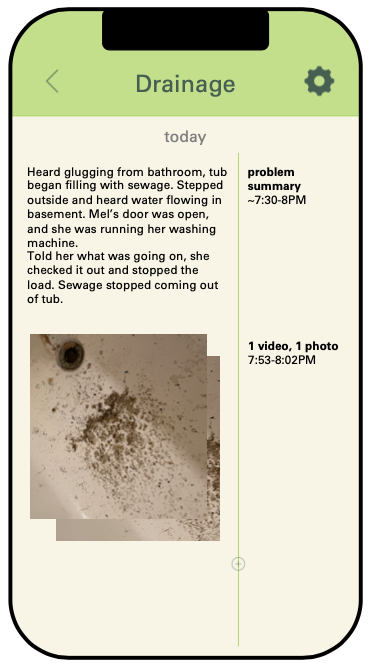 Drainage
today
Heard glugging from bathroom, tub
began filling with sewage. Stepped
outside and heard water flowing in
basement. Mel's door was open,
and she was running her washing
machine.
Told her what was going on, she
checked it out and stopped the
load. Sewage stopped coming out
of tub.
problem
summary
~7:30-8PM
1 video, 1 photo
7:53-8:02PM